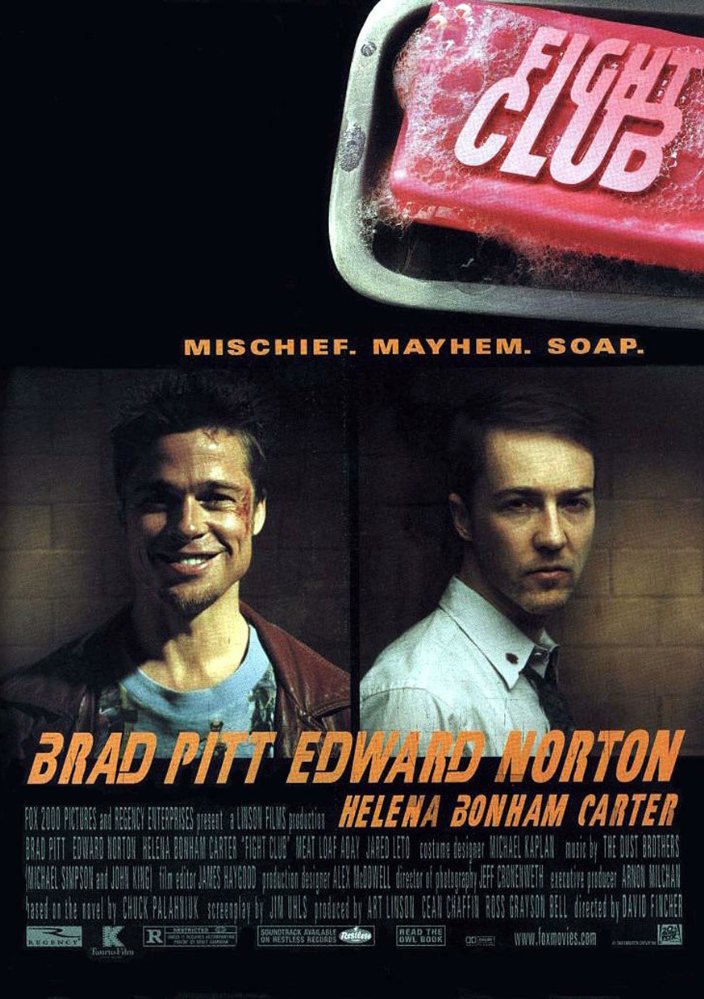 FIGHT
CLUB
MISCHIEF. MAYHEM. SOAP.
BRAD PITT EDWARD NORTON
HELENA BONHAM CARTER
FOX 2000 PICTURES and REGENCY ENTERPRISES present a LINSON FILMS production
BRAD PITT EDWARD NORTON HELENA BONHAM CARTER "FIGHT CLUB" MEAT LOAF ADAY JARED LETO costume designer MICHAEL KAPLAN music by THE DUST BROTHERS
(MICHAEL SIMPSON and JOHN KING) film editor JAMES HAYGOOD production designer ALEX McDOWELL director of photography JEFF CRONENWETH executive producer ARNON MILCHAN
based on the novel by CHUCK PALAHNIUK screenplay by JIM UHLS produced by ART LINSON CEAN CHAFFIN ROSS GRAYSON BELL directed by DAVID FINCHER
REGENCY
TaurusFilm
R RESTRICTED
SOUNDTRACK AVAILABLE
ON RESTLESS RECORDS
Restless
READ THE
OWL BOOK
www.foxmovies.com